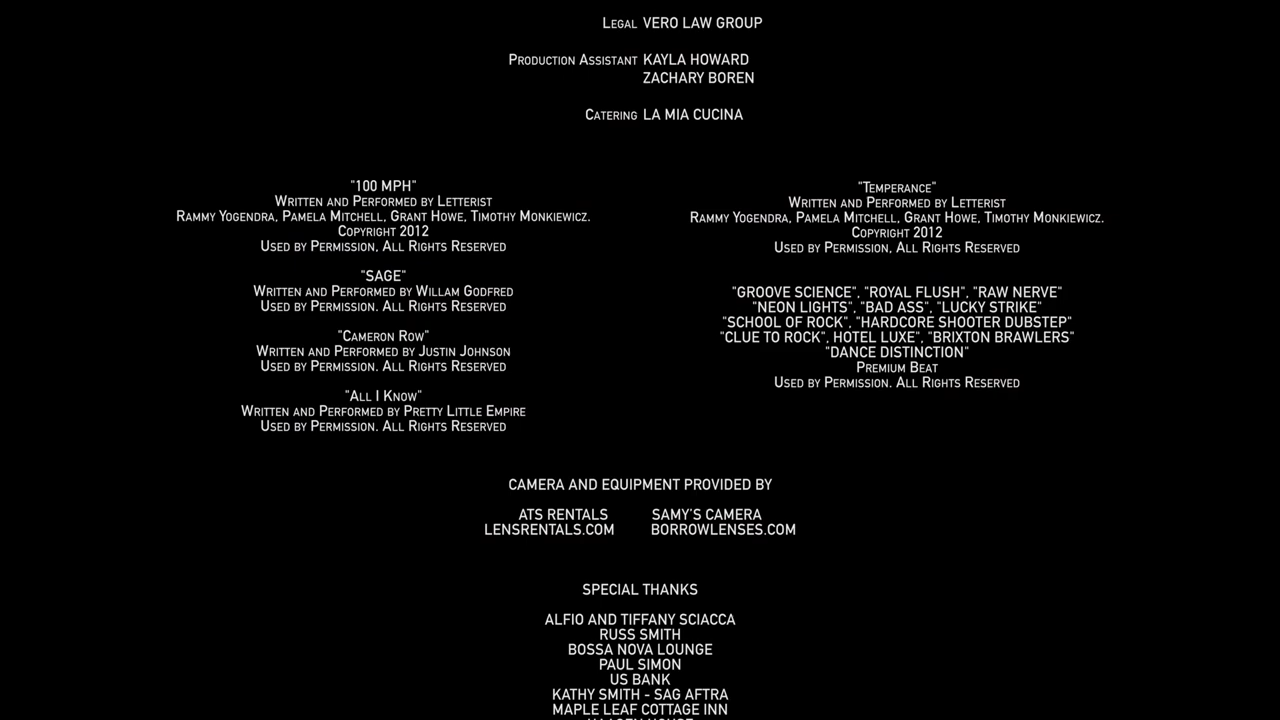 Legal VERO LAW GROUP
Production Assistant KAYLA HOWARD
ZACHARY BOREN
Catering LA MIA CUCINA
"100 MPH"
Written and Performed by Letterist
Rammy Yogendra, Pamela Mitchell, Grant Howe, Timothy Monkiewicz.
Copyright 2012
Used by Permission, All Rights Reserved
"SAGE"
Written and Performed by Willam Godfred
Used by Permission. All Rights Reserved
"Cameron Row"
Written and Performed by Justin Johnson
Used by Permission. All Rights Reserved
"All I Know"
Written and Performed by Pretty Little Empire
Used by Permission. All Rights Reserved
"Temperance"
Written and Performed by Letterist
Rammy Yogendra, Pamela Mitchell, Grant Howe, Timothy Monkiewicz.
Copyright 2012
Used by Permission, All Rights Reserved
"GROOVE SCIENCE", "ROYAL FLUSH", "RAW NERVE"
"NEON LIGHTS", "BAD ASS", "LUCKY STRIKE"
"SCHOOL OF ROCK", "HARDCORE SHOOTER DUBSTEP"
"CLUE TO ROCK", HOTEL LUXE", "BRIXTON BRAWLERS"
"DANCE DISTINCTION"
Premium Beat
Used by Permission. All Rights Reserved
CAMERA AND EQUIPMENT PROVIDED BY
ATS RENTALS SAMY'S CAMERA
LENSRENTALS.COM BORROWLENSES.COM
SPECIAL THANKS
ALFIO AND TIFFANY SCIACCA
RUSS SMITH
BOSSA NOVA LOUNGE
PAUL SIMON
US BANK
KATHY SMITH - SAG AFTRA
MAPLE LEAF COTTAGE INN